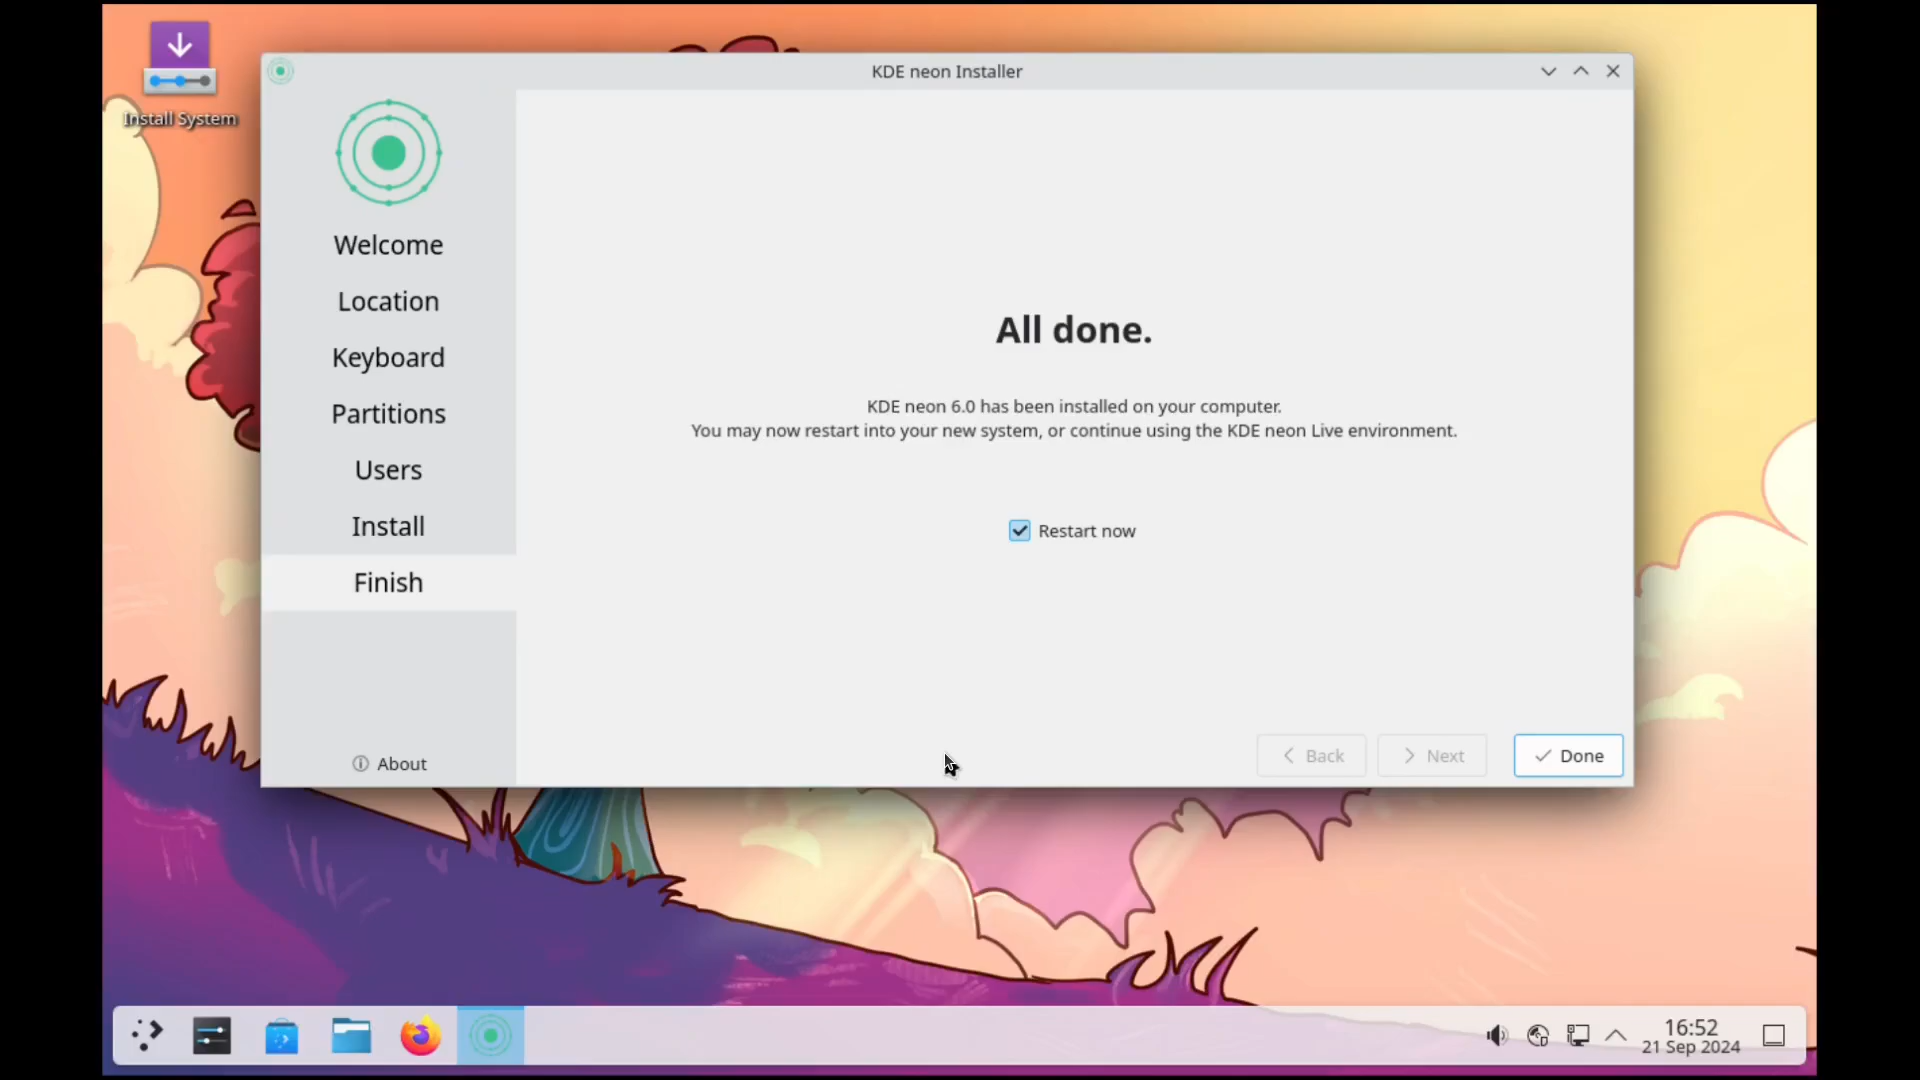 Install System
KDE neon Installer
Welcome
Location
Keyboard
Partitions
Users
Install
Finish
About
All done.
KDE neon 6.0 has been installed on your computer.
You may now restart into your new system, or continue using the KDE neon Live environment.
Restart now
Back
Next
Done
16:52
21 Sep 2024